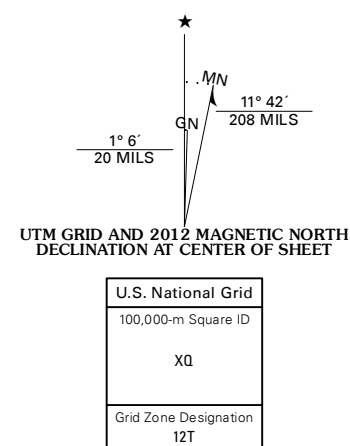 MN
11° 42´
208 MILS
GN
1° 6´
20 MILS
UTM GRID AND 2012 MAGNETIC NORTH
DECLINATION AT CENTER OF SHEET
U.S. National Grid
100,000-m Square ID
XQ
Grid Zone Designation
12T